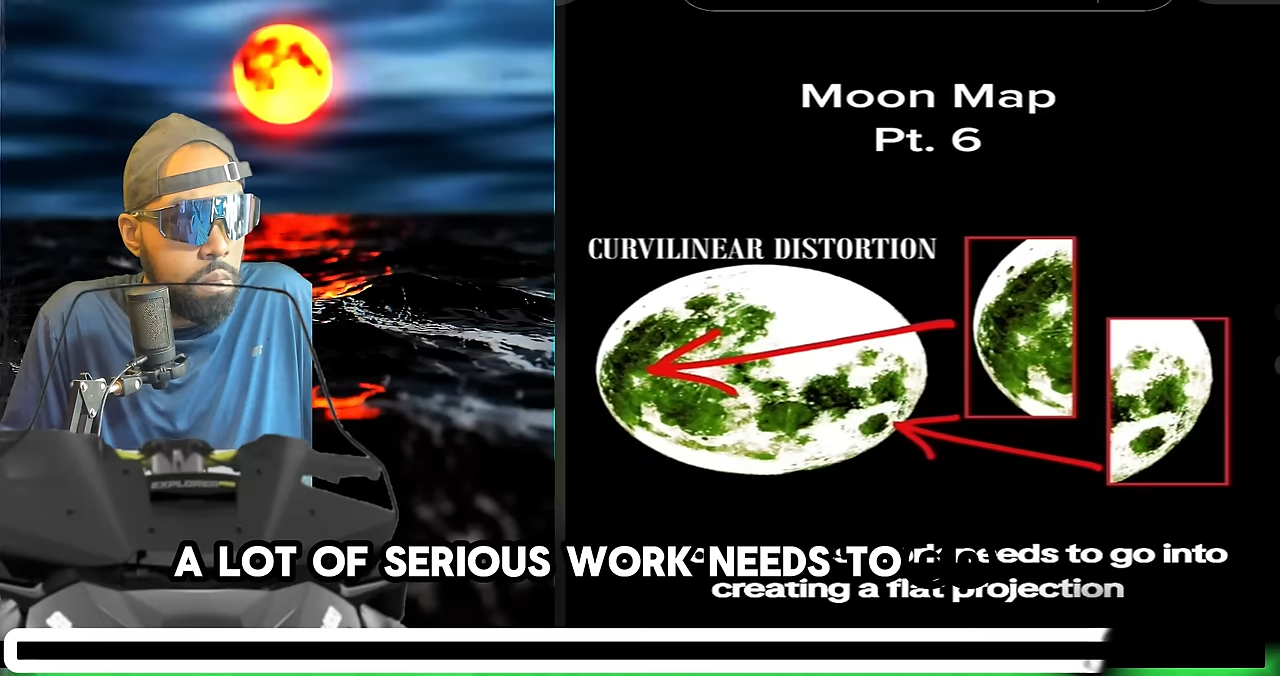 Moon Map
Pt. 6
CURVILINEAR DISTORTION
EXPLORER
A LOT OF SERIOUS WORK NEEDS TO
needs to go into
creating a flat projection